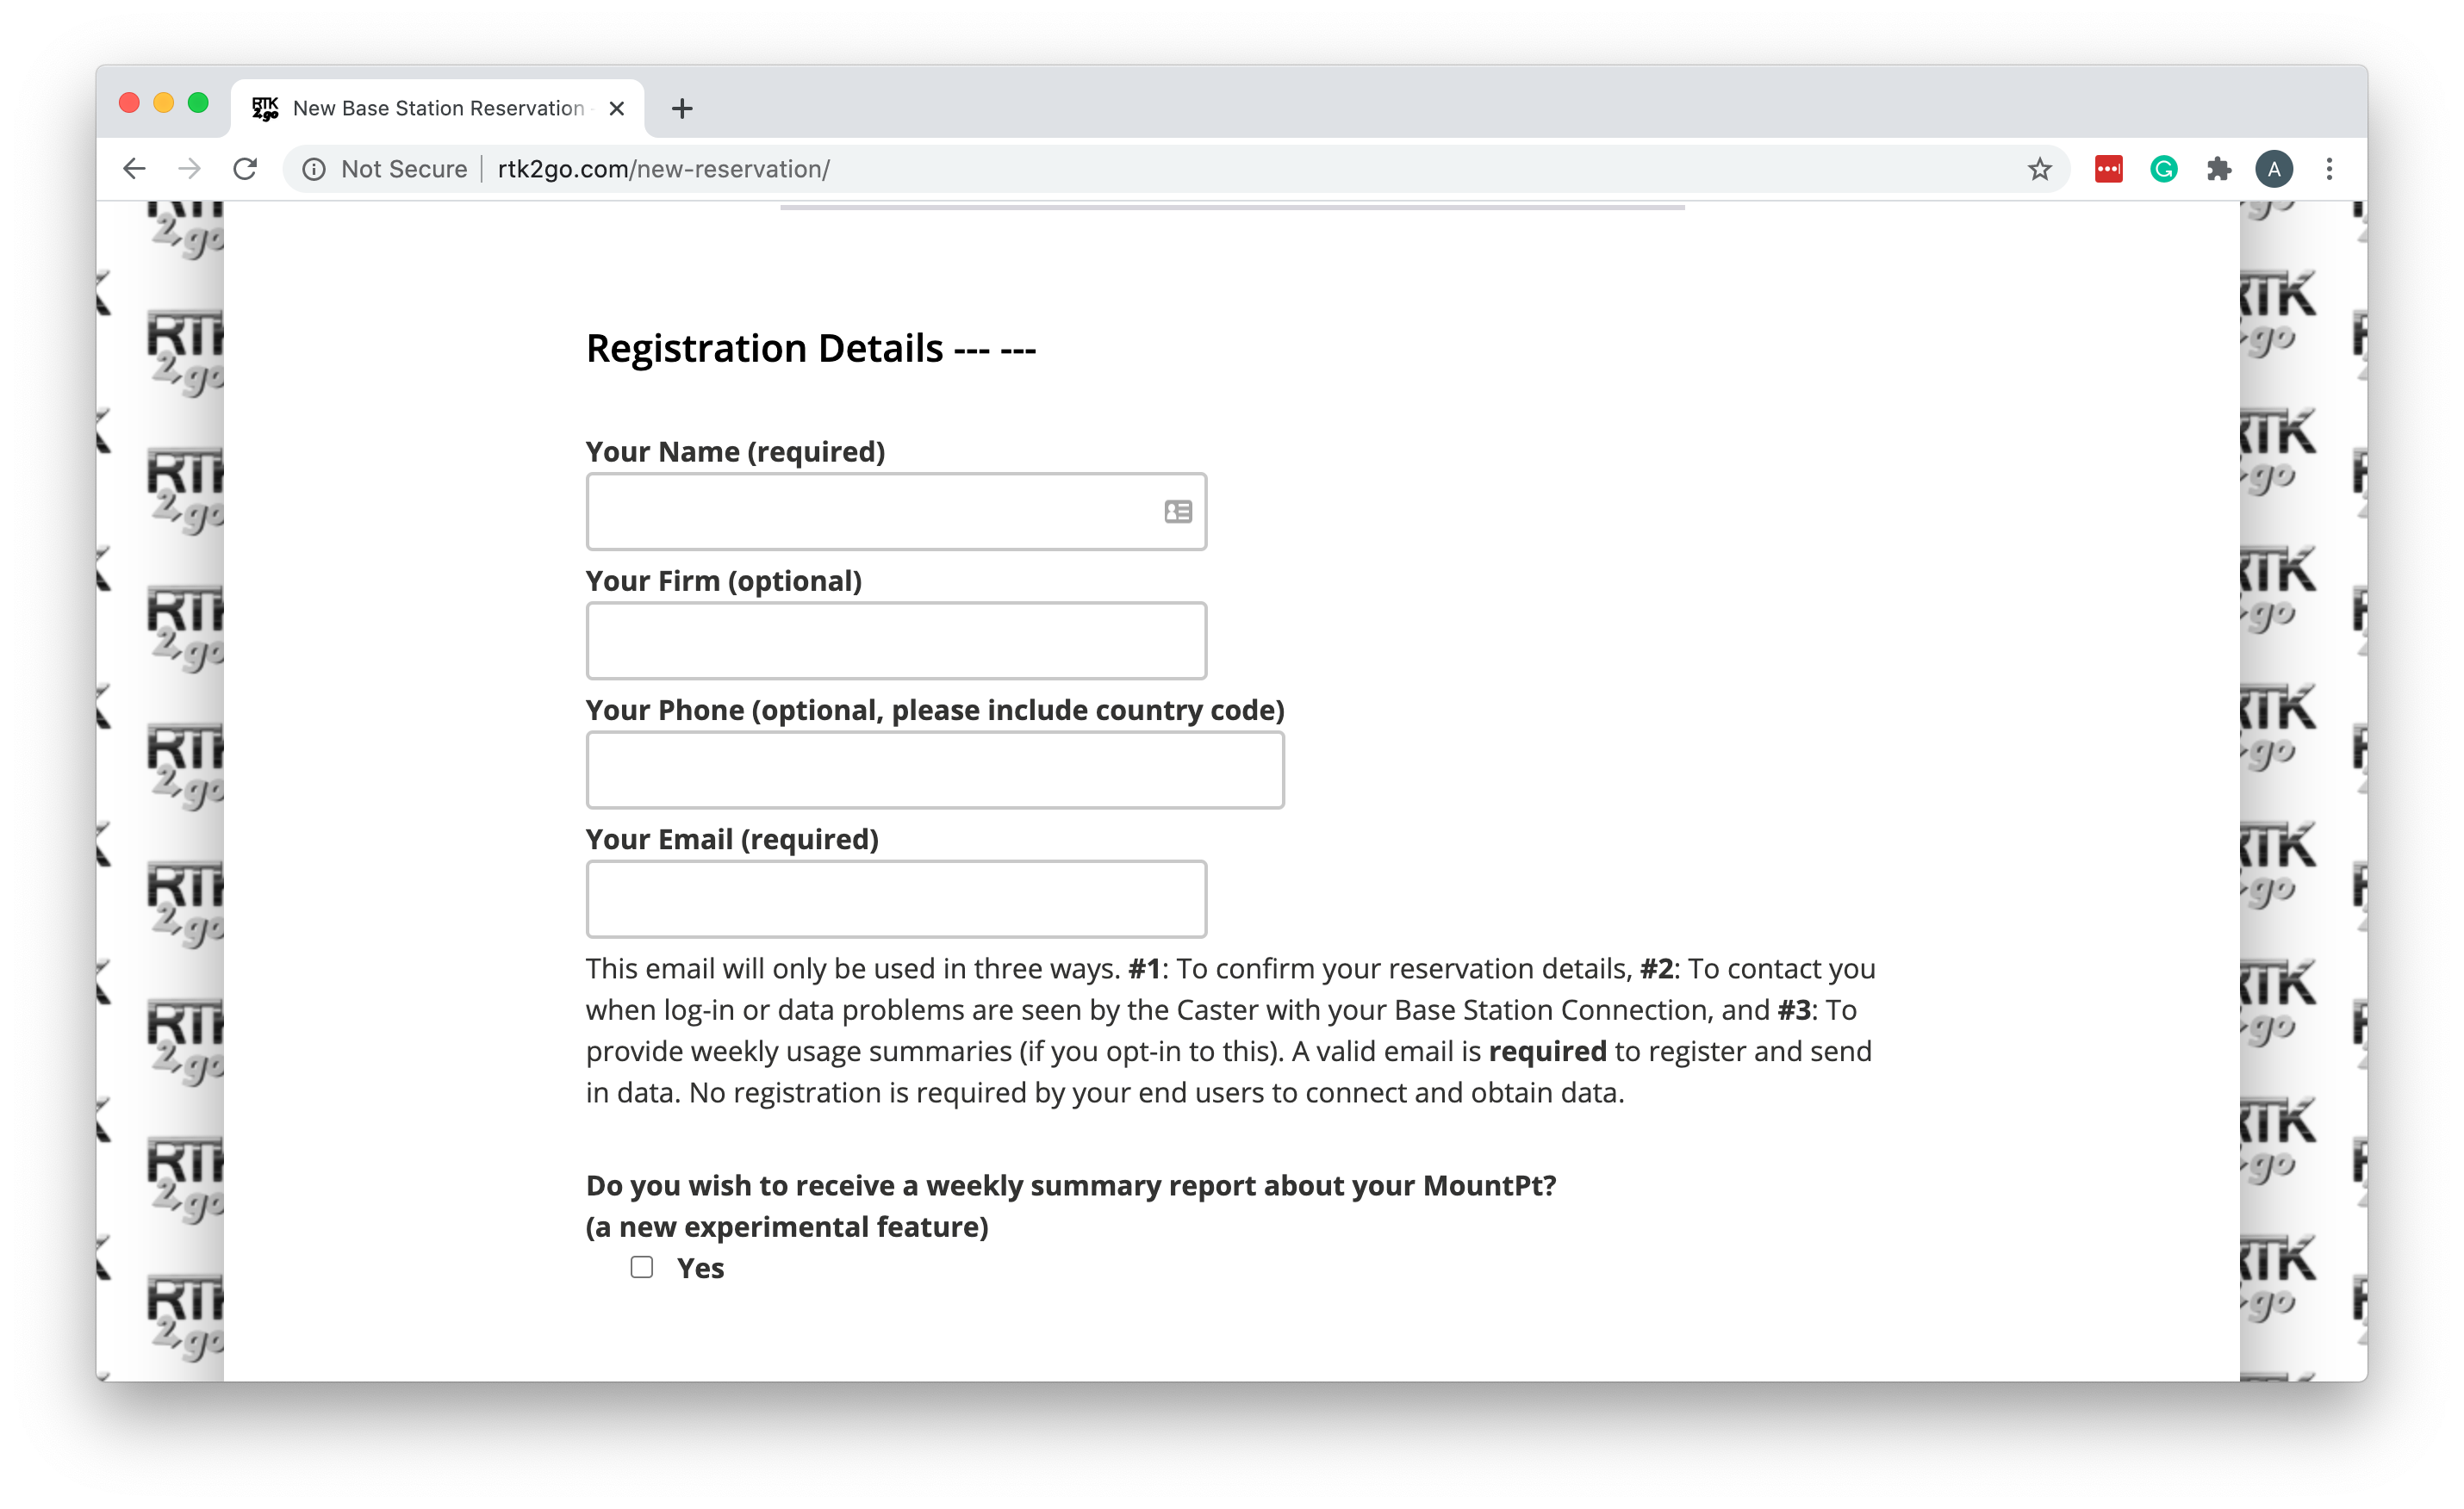 RTK
2go
New Base Station Reservation
Not Secure
rtk2go.com/new-reservation/
A
Registration Details --- ---
Your Name (required)
Your Firm (optional)
Your Phone (optional, please include country code)
Your Email (required)
This email will only be used in three ways. #1: To confirm your reservation details, #2: To contact you
when log-in or data problems are seen by the Caster with your Base Station Connection, and #3: To
provide weekly usage summaries (if you opt-in to this). A valid email is required to register and send
in data. No registration is required by your end users to connect and obtain data.
Do you wish to receive a weekly summary report about your MountPt?
(a new experimental feature)
Yes